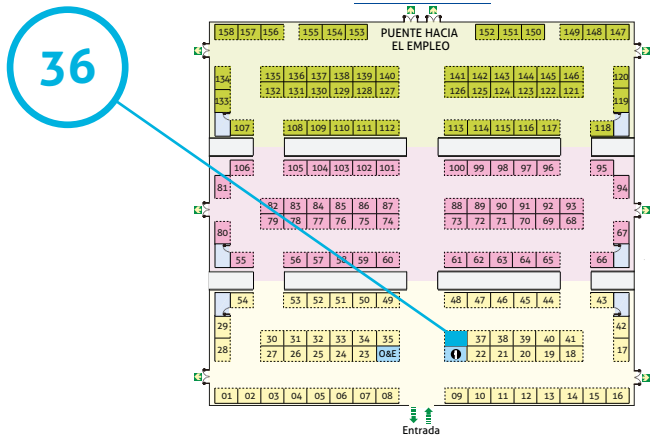 36
158 157 156 155 154 153 PUENTE HACIA 152 151 150 149 148 147
EL EMPLEO
134 135 136 137 138 139 140 141 142 143 144 145 146 120
133 132 131 130 129 128 127 126 125 124 123 122 121 119
107 108 109 110 111 112 113 114 115 116 117 118
106 105 104 103 102 101 100 99 98 97 96 95
81 94
82 83 84 85 86 87 88 89 90 91 92 93
79 78 77 76 75 74 73 72 71 70 69 68
80 67
55 56 57 58 59 60 61 62 63 64 65 66
54 53 52 51 50 49 48 47 46 45 44 43
29 42
30 31 32 33 34 35 37 38 39 40 41
28 27 26 25 24 23 O&E 22 21 20 19 18 17
01 02 03 04 05 06 07 08 09 10 11 12 13 14 15 16
Entrada